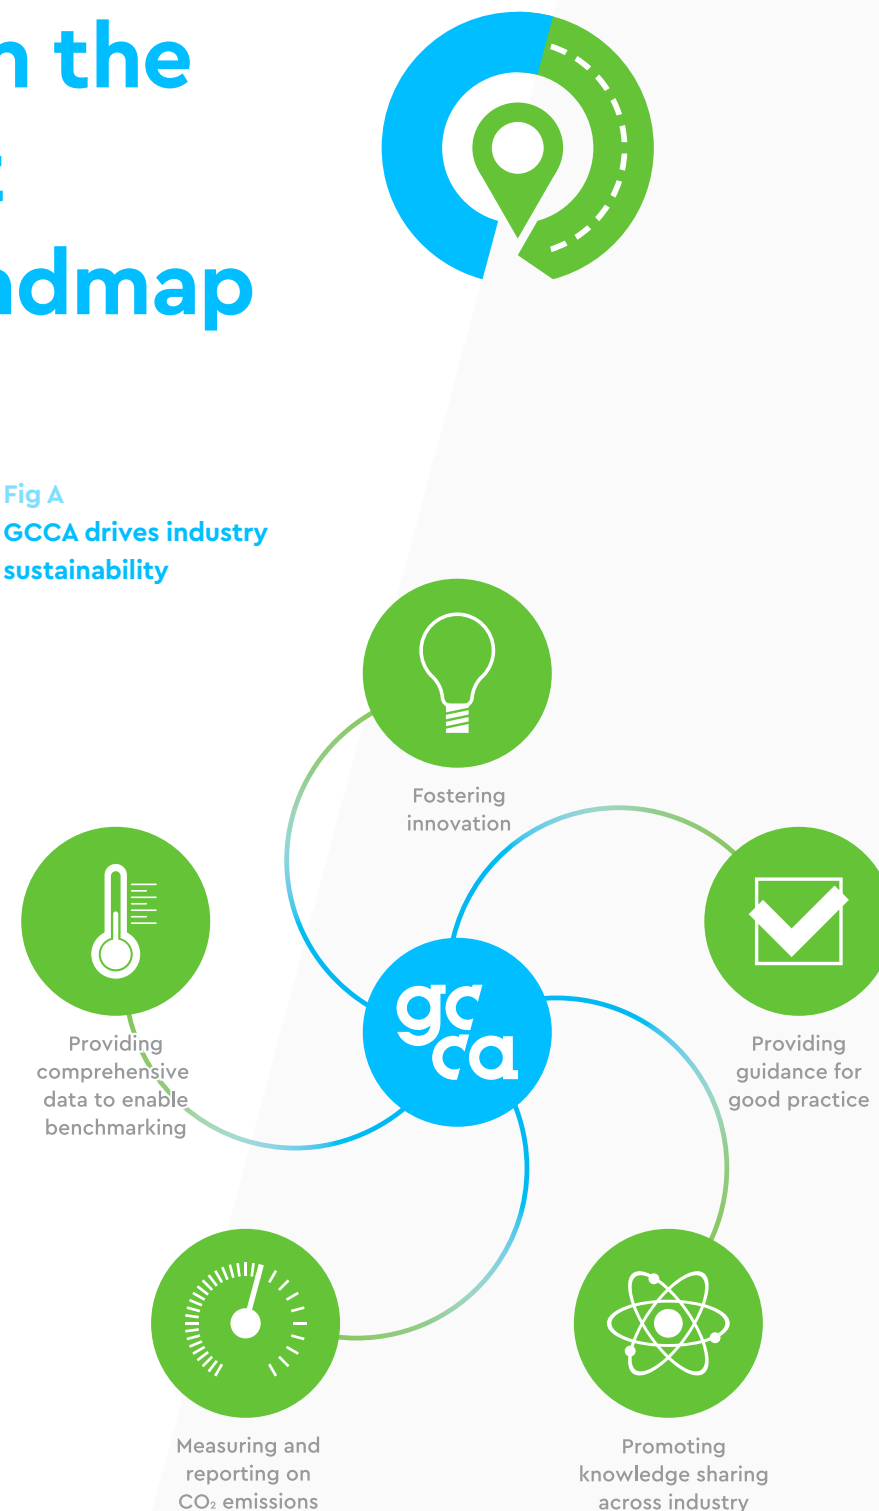 the
admap
Fig A
GCCA drives industry
sustainability
Fostering
innovation
gc
ca
Providing
comprehensive
data to enable
benchmarking
Providing
guidance for
good practice
Measuring and
reporting on
CO₂ emissions
Promoting
knowledge sharing
across industry